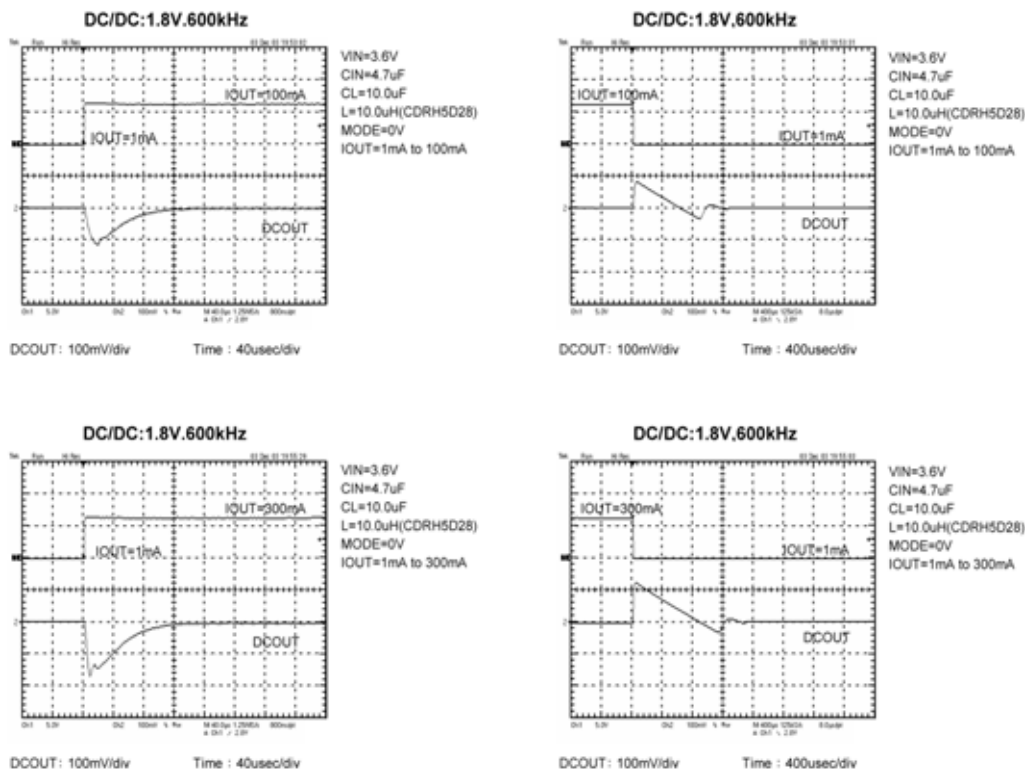 DC/DC:1.8V.600kHz
IOUT=100mA
IOUT=1mA
DCOUT
VIN=3.6V
CIN=4.7uF
CL=10.0uF
L=10.0uH(CDRH5D28)
MODE=0V
IOUT=1mA to 100mA
DCOUT: 100mV/div Time : 40usec/div
DC/DC:1.8V.600kHz
IOUT=100mA
IOUT=1mA
DCOUT
VIN=3.6V
CIN=4.7uF
CL=10.0uF
L=10.0uH(CDRH5D28)
MODE=0V
IOUT=1mA to 100mA
DCOUT: 100mV/div Time : 400usec/div
DC/DC:1.8V.600kHz
IOUT=300mA
IOUT=1mA
DCOUT
VIN=3.6V
CIN=4.7uF
CL=10.0uF
L=10.0uH(CDRH5D28)
MODE=0V
IOUT=1mA to 300mA
DCOUT: 100mV/div Time : 40usec/div
DC/DC:1.8V,600kHz
IOUT=300mA
IOUT=1mA
DCOUT
VIN=3.6V
CIN=4.7uF
CL=10.0uF
L=10.0uH(CDRH5D28)
MODE=0V
IOUT=1mA to 300mA
DCOUT: 100mV/div Time : 400usec/div